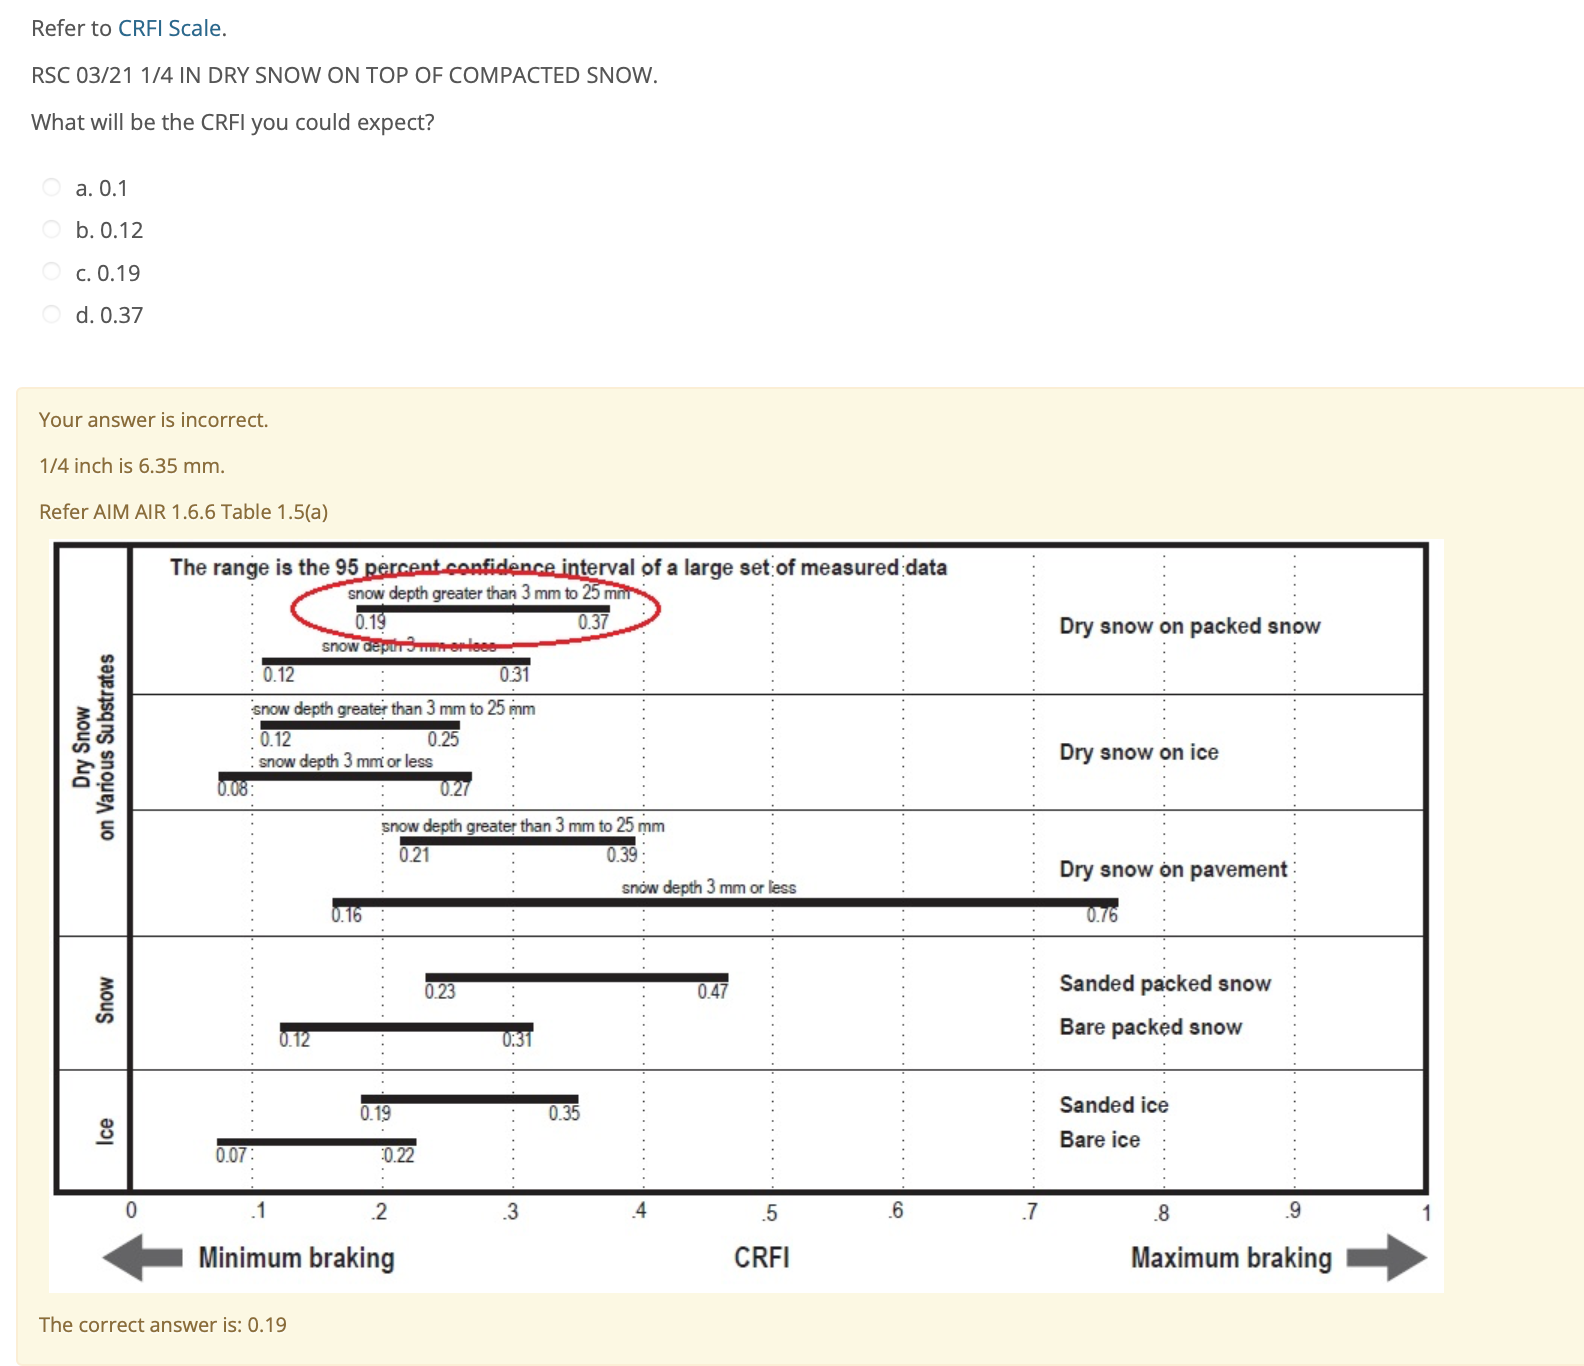 Refer to CRFI Scale.
RSC 03/21 1/4 IN DRY SNOW ON TOP OF COMPACTED SNOW.
What will be the CRFI you could expect?
a. 0.1
b. 0.12
c. 0.19
d. 0.37
Your answer is incorrect.
1/4 inch is 6.35 mm.
Refer AIM AIR 1.6.6 Table 1.5(a)
The range is the 95 percent confidence interval of a large set of measured data
Dry Snow
on Various Substrates
snow depth greater than 3 mm to 25 mm
0.19 0.37
Dry snow on packed snow
snow depth 3 mm or less
0.12 0.31
snow depth greater than 3 mm to 25 mm
0.12 0.25
Dry snow on ice
snow depth 3 mm or less
0.08 0.27
snow depth greater than 3 mm to 25 mm
0.21 0.39
Dry snow on pavement
snow depth 3 mm or less
0.16 0.76
Snow
Sanded packed snow
0.23 0.47
Bare packed snow
0.12 0.31
Ice
Sanded ice
0.19 0.35
Bare ice
0.07 0.22
0 .1 .2 .3 .4 .5 .6 .7 .8 .9 1
Minimum braking CRFI Maximum braking
The correct answer is: 0.19